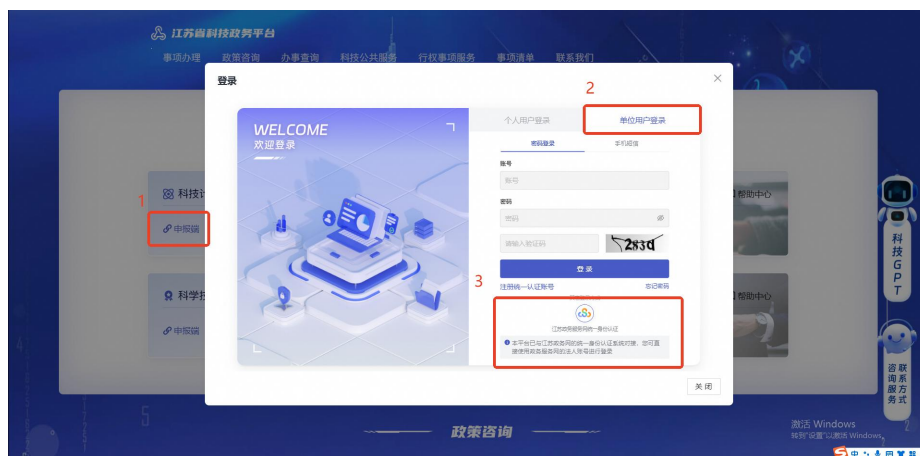 江苏省科技政务平台
事项办理 政策咨询 办事查询 科技公共服务 行权事项服务 事项清单 联系我们
登录
2
个人用户登录 单位用户登录
WELCOME
欢迎登录
密码登录 手机短信
账号
账号
密码
密码
请输入验证码
登 录
注册统一认证账号 忘记密码
3
江苏政务服务网统一身份认证
本平台已与江苏政务网的统一身份认证系统对接，您可直
接使用政务服务网的法人账号进行登录
关 闭
1
科技计
申报端
帮助中心
科学技
申报端
帮助中心
科技GPT
联系方式
咨询服务
政策咨询
激活 Windows
转到"设置"以激活 Windows。
中